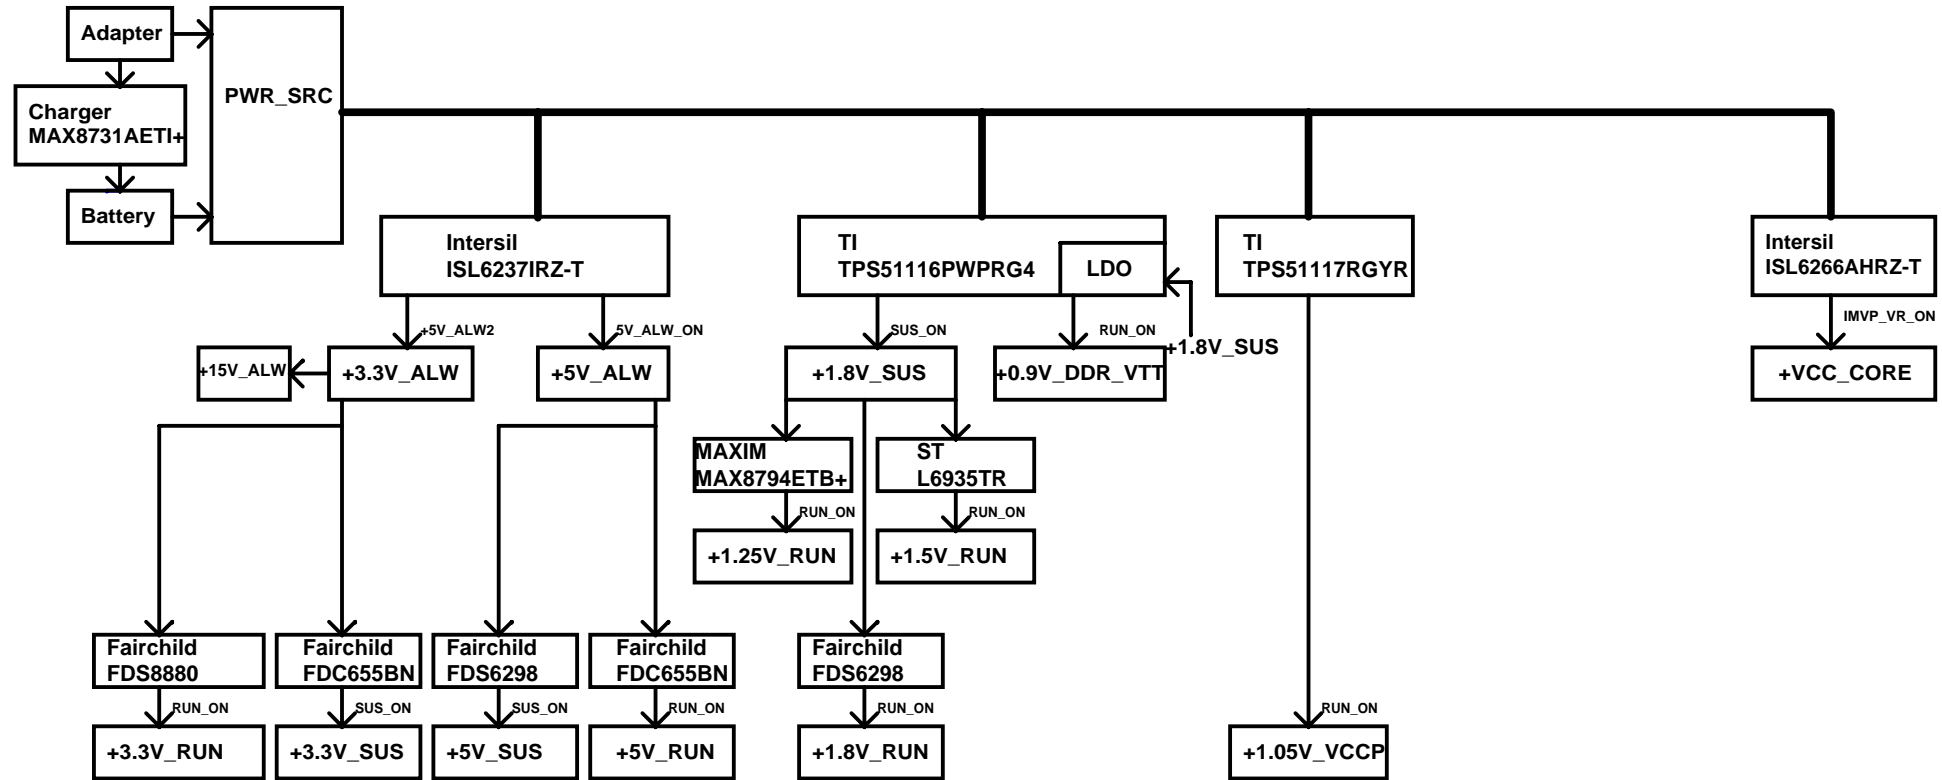 Adapter
PWR_SRC
Charger
MAX8731AETI+
Battery
Intersil
ISL6237IRZ-T
TI
TPS51116PWPRG4
LDO
TI
TPS51117RGYR
Intersil
ISL6266AHRZ-T
+5V_ALW2
5V_ALW_ON
SUS_ON
RUN_ON
+1.8V_SUS
IMVP_VR_ON
+15V_ALW
+3.3V_ALW
+5V_ALW
+1.8V_SUS
+0.9V_DDR_VTT
+VCC_CORE
MAXIM
MAX8794ETB+
ST
L6935TR
RUN_ON
RUN_ON
+1.25V_RUN
+1.5V_RUN
Fairchild
FDS8880
Fairchild
FDC655BN
Fairchild
FDS6298
Fairchild
FDC655BN
Fairchild
FDS6298
RUN_ON
SUS_ON
SUS_ON
RUN_ON
RUN_ON
RUN_ON
+3.3V_RUN
+3.3V_SUS
+5V_SUS
+5V_RUN
+1.8V_RUN
+1.05V_VCCP